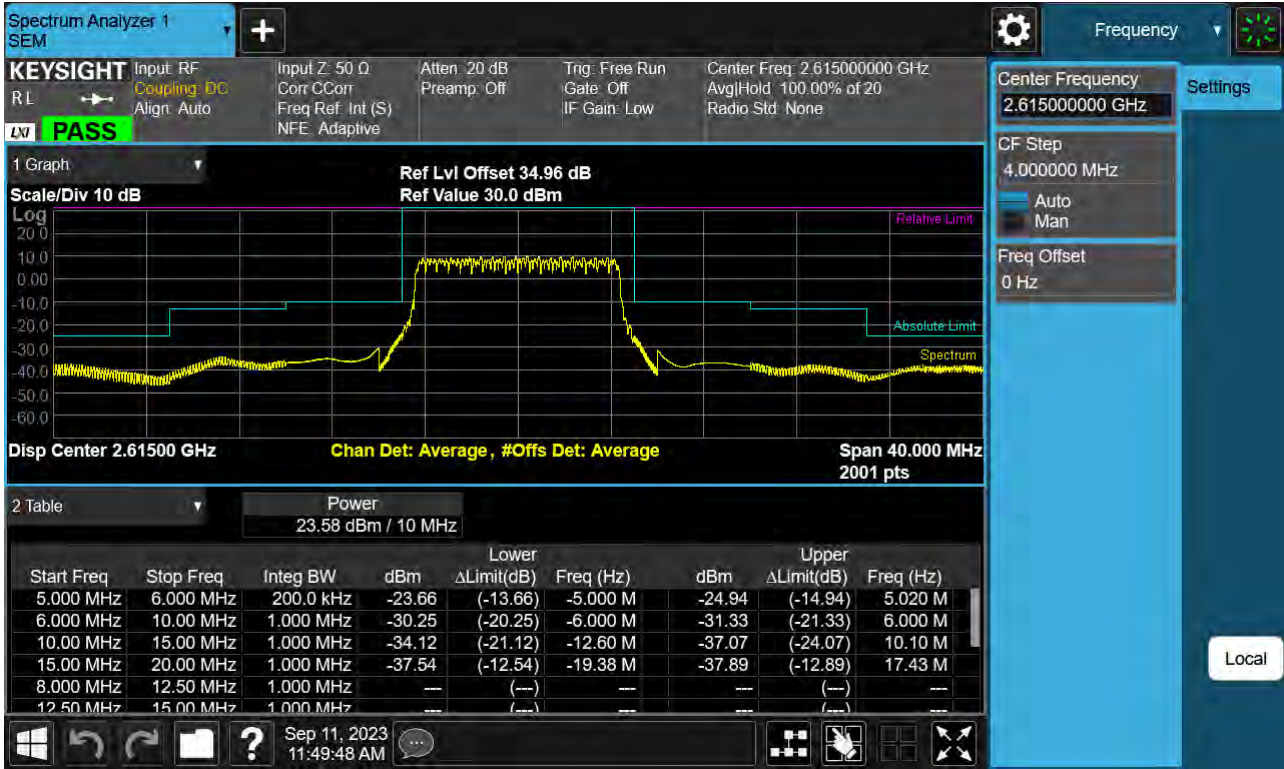 Spectrum Analyzer 1
SEM
Frequency
KEYSIGHT
R L
LXI
PASS
Input: RF
Coupling: DC
Align: Auto
Input Z: 50 Ω
Corr CCorr
Freq Ref: Int (S)
NFE: Adaptive
Atten: 20 dB
Preamp: Off
Trig: Free Run
Gate: Off
IF Gain: Low
Center Freq: 2.615000000 GHz
Avg|Hold: 100.00% of 20
Radio Std: None
Center Frequency
2.615000000 GHz
Settings
CF Step
4.000000 MHz
Auto
Man
Freq Offset
0 Hz
Local
1 Graph
Ref Lvl Offset 34.96 dB
Scale/Div 10 dB
Ref Value 30.0 dBm
Log
20.0
10.0
0.00
-10.0
-20.0
-30.0
-40.0
-50.0
-60.0
Relative Limit
Absolute Limit
Spectrum
Disp Center 2.61500 GHz
Chan Det: Average, #Offs Det: Average
Span 40.000 MHz
2001 pts
2 Table
Power
23.58 dBm / 10 MHz
Lower Upper
Start Freq Stop Freq Integ BW dBm ΔLimit(dB) Freq (Hz) dBm ΔLimit(dB) Freq (Hz)
5.000 MHz 6.000 MHz 200.0 kHz -23.66 (-13.66) -5.000 M -24.94 (-14.94) 5.020 M
6.000 MHz 10.00 MHz 1.000 MHz -30.25 (-20.25) -6.000 M -31.33 (-21.33) 6.000 M
10.00 MHz 15.00 MHz 1.000 MHz -34.12 (-21.12) -12.60 M -37.07 (-24.07) 10.10 M
15.00 MHz 20.00 MHz 1.000 MHz -37.54 (-12.54) -19.38 M -37.89 (-12.89) 17.43 M
8.000 MHz 12.50 MHz 1.000 MHz --- (---) --- --- (---) ---
12.50 MHz 15.00 MHz 1.000 MHz --- (---) --- --- (---) ---
Sep 11, 2023
11:49:48 AM